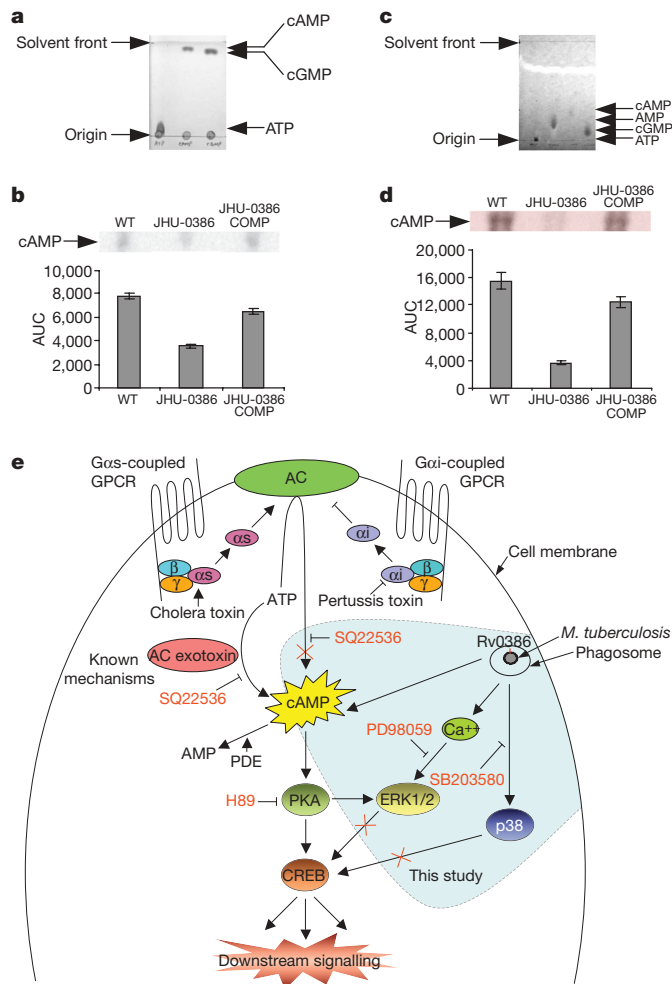 a
Solvent front
cAMP
cGMP
Origin
ATP
c
Solvent front
cAMP
AMP
cGMP
ATP
Origin
b
WT
JHU-0386
JHU-0386
COMP
cAMP
10,000
8,000
6,000
4,000
2,000
0
AUC
WT
JHU-0386
JHU-0386
COMP
d
WT
JHU-0386
JHU-0386
COMP
cAMP
20,000
16,000
12,000
8,000
4,000
0
AUC
WT
JHU-0386
JHU-0386
COMP
e
Gαs-coupled
GPCR
AC
Gαi-coupled
GPCR
αs
αi
Cell membrane
β
γ
αs
αi
β
γ
ATP
Cholera toxin
Pertussis toxin
SQ22536
Rv0386
M. tuberculosis
Phagosome
AC exotoxin
Known
mechanisms
SQ22536
cAMP
PD98059
Ca++
AMP
PDE
SB203580
H89
PKA
ERK1/2
p38
CREB
This study
Downstream signalling